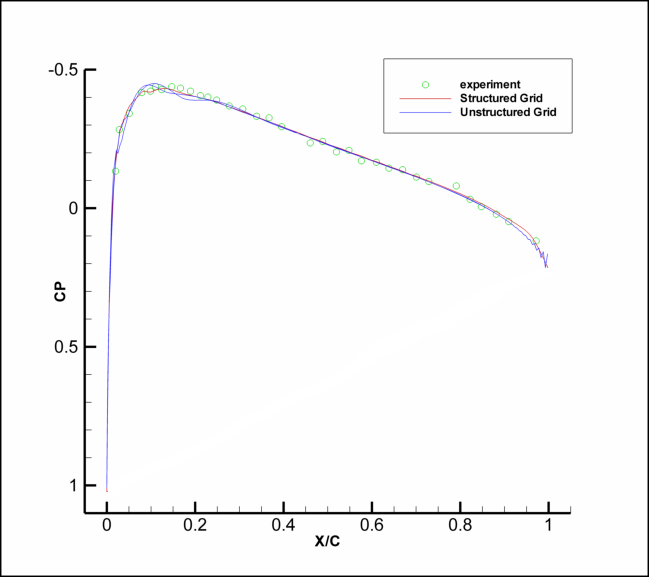 -0.5
experiment
Structured Grid
Unstructured Grid
0
CP
0.5
1
0 0.2 0.4 0.6 0.8 1
X/C